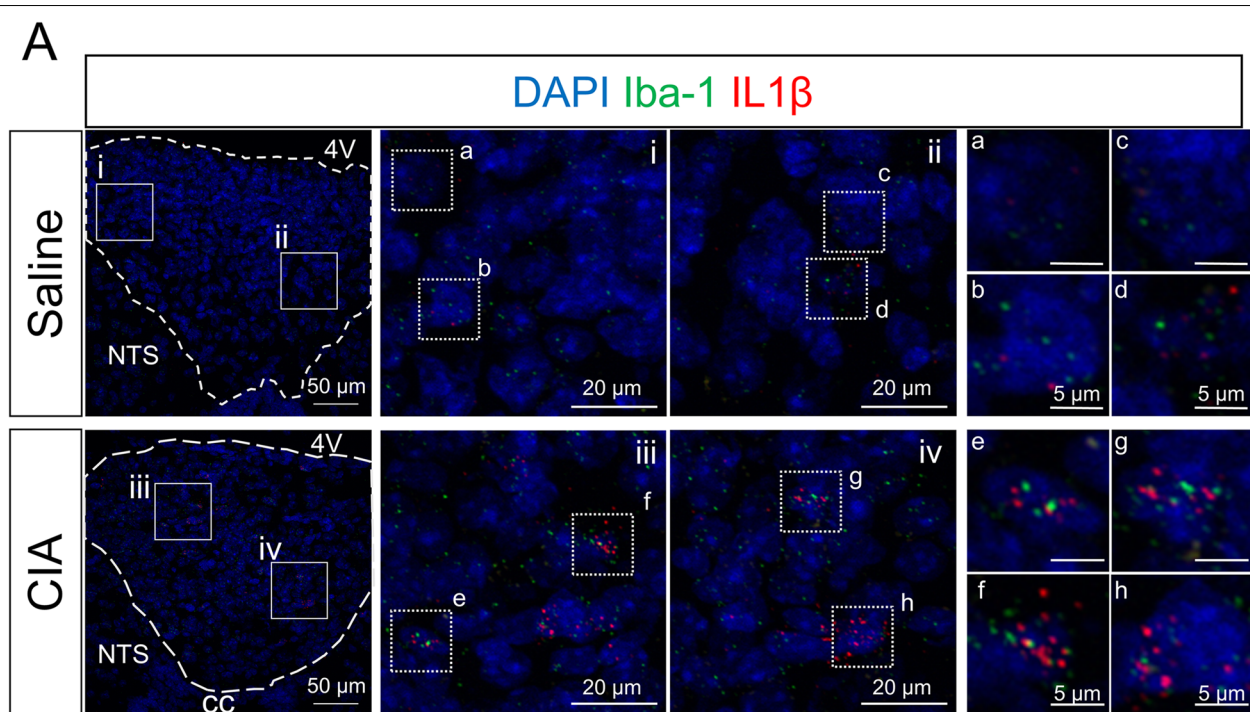 A
DAPI Iba-1 IL1β
Saline
4V
i
ii
NTS
50 µm
a
i
b
20 µm
ii
c
d
20 µm
a
c
b
5 µm
d
5 µm
CIA
4V
iii
iv
NTS
50 µm
cc
iii
f
e
20 µm
iv
g
h
20 µm
e
g
f
5 µm
h
5 µm